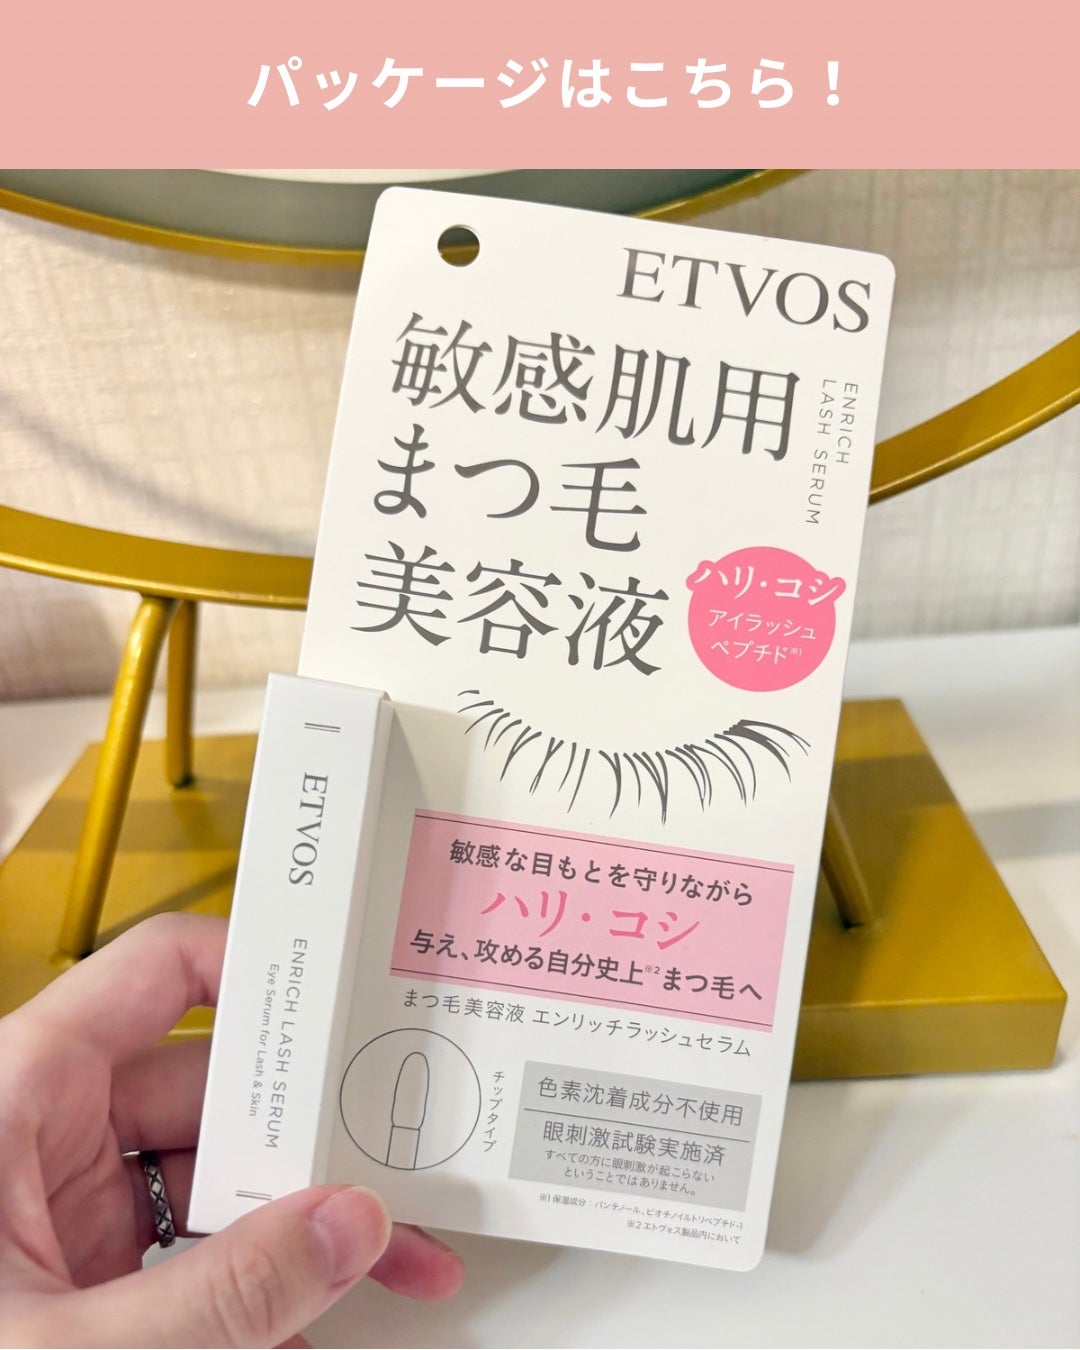 パッケージはこちら！
ETVOS
敏感肌用
まつ毛
美容液
ENRICH
LASH SERUM
ハリ・コシ
アイラッシュ
ペプチド※1
敏感な目もとを守りながら
ハリ・コシ
与え、攻める自分史上※2まつ毛へ
まつ毛美容液 エンリッチラッシュセラム
チップタイプ
色素沈着成分不使用
眼刺激試験実施済
すべての方に眼刺激が起こらない
ということではありません。
※1 保湿成分：パンテノール、ビオチノイルトリペプチド-1
※2 エトヴォス製品内において
ETVOS
ENRICH LASH SERUM
Eye Serum for Lash & Skin